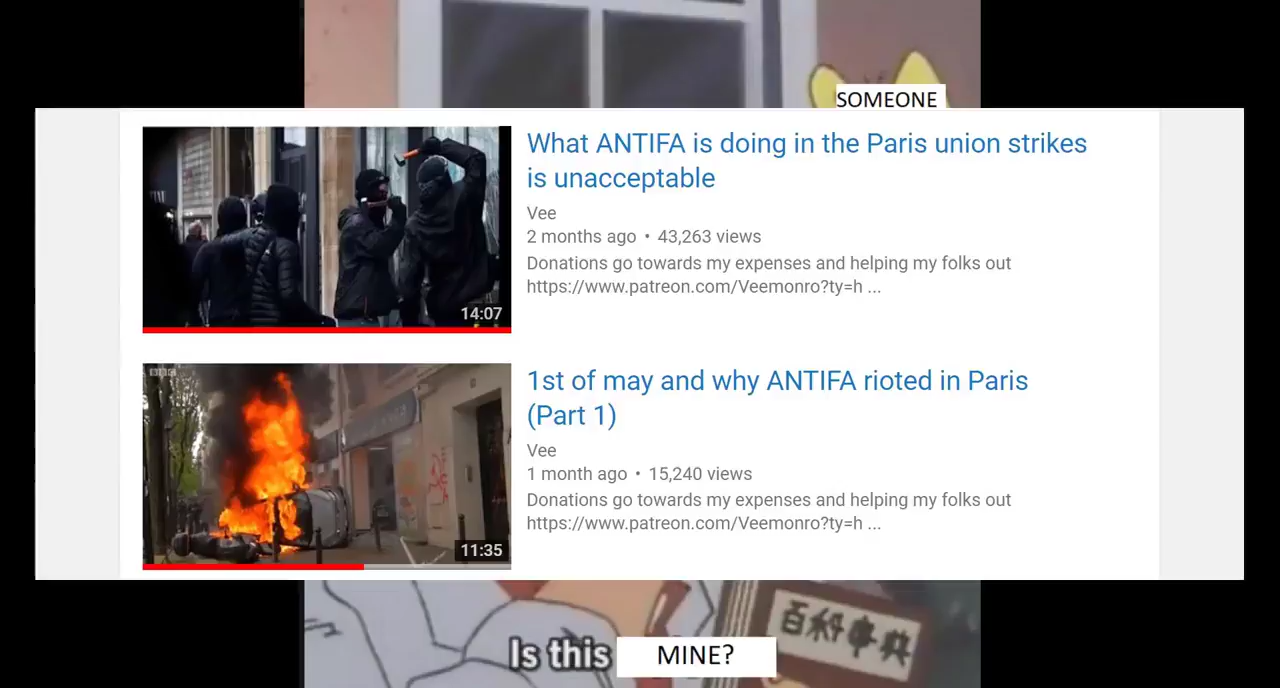 SOMEONE
What ANTIFA is doing in the Paris union strikes
is unacceptable
Vee
2 months ago • 43,263 views
Donations go towards my expenses and helping my folks out
https://www.patreon.com/Veemonro?ty=h ...
14:07
BBC
1st of may and why ANTIFA rioted in Paris
(Part 1)
Vee
1 month ago • 15,240 views
Donations go towards my expenses and helping my folks out
https://www.patreon.com/Veemonro?ty=h ...
11:35
百科事典
Is this MINE?